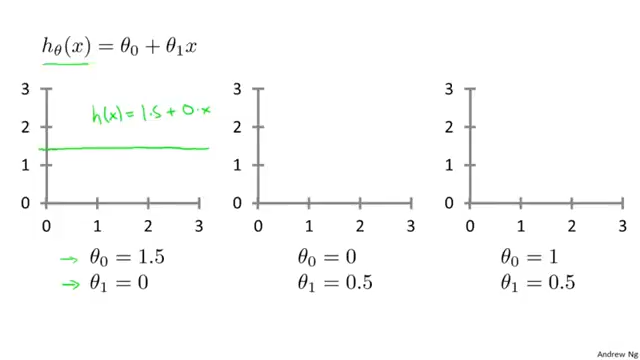 h_θ(x) = θ₀ + θ₁x
3
2
1
0
0 1 2 3
h(x) = 1.5 + 0·x
→ θ₀ = 1.5
→ θ₁ = 0
3
2
1
0
0 1 2 3
θ₀ = 0
θ₁ = 0.5
3
2
1
0
0 1 2 3
θ₀ = 1
θ₁ = 0.5
Andrew Ng